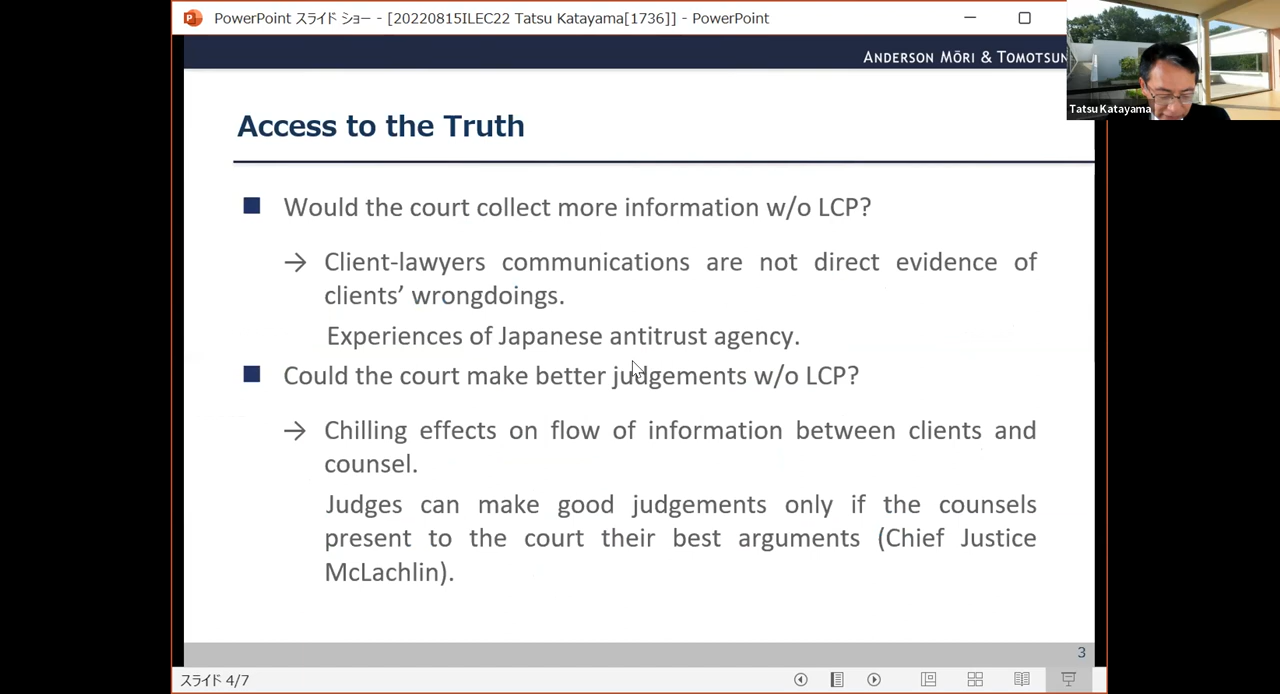 PowerPoint スライド ショー - [20220815ILEC22 Tatsu Katayama[1736]] - PowerPoint
ANDERSON MŌRI & TOMOTSUN
Tatsu Katayama
Access to the Truth
Would the court collect more information w/o LCP?
→ Client-lawyers communications are not direct evidence of
clients' wrongdoings.
Experiences of Japanese antitrust agency.
Could the court make better judgements w/o LCP?
→ Chilling effects on flow of information between clients and
counsel.
Judges can make good judgements only if the counsels
present to the court their best arguments (Chief Justice
McLachlin).
3
スライド 4/7